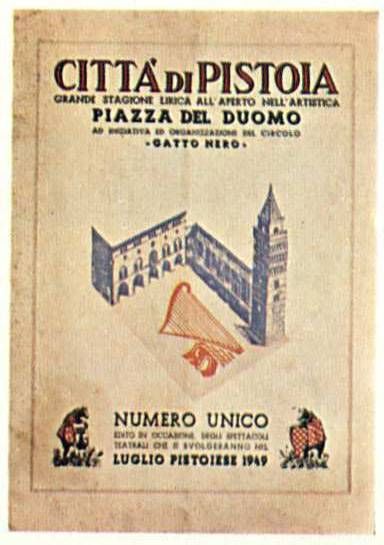 CITTÁ DI PISTOIA
GRANDE STAGIONE LIRICA ALL'APERTO NELL'ARTISTICA
PIAZZA DEL DUOMO
AD INIZIATIVA ED ORGANIZZAZIONE DEL CIRCOLO
"GATTO NERO"
NUMERO UNICO
EDITO IN OCCASIONE DEGLI SPETTACOLI
TEATRALI CHE SI SVOLGERANNO NEL
LUGLIO PISTOIESE 1949